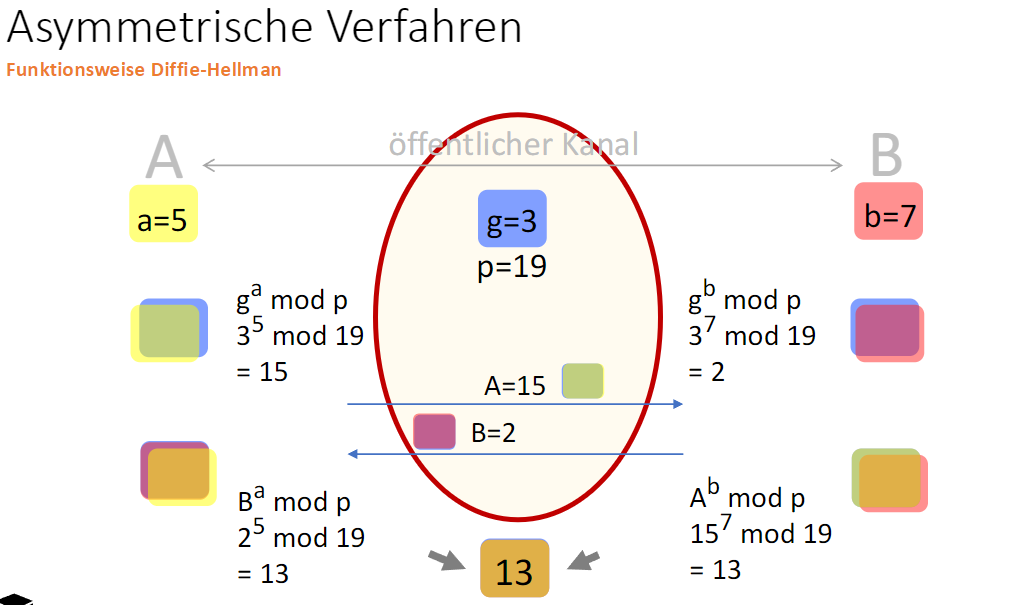 Asymmetrische Verfahren
Funktionsweise Diffie-Hellman
A
öffentlicher Kanal
B
a=5
g=3
b=7
p=19
g^a mod p
3^5 mod 19
= 15
g^b mod p
3^7 mod 19
= 2
A=15
B=2
B^a mod p
2^5 mod 19
= 13
A^b mod p
15^7 mod 19
= 13
13